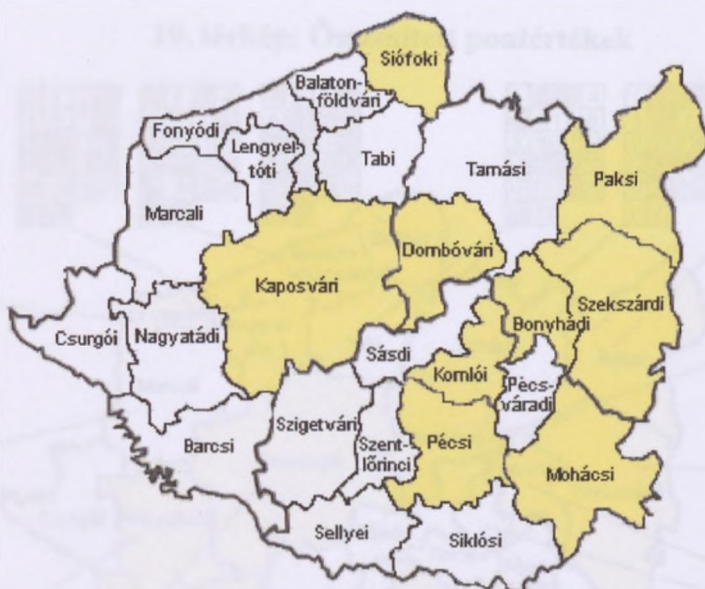 Siófoki
Balaton-
földvári
Fonyódi
Lengyel-
tóti
Tabi
Tamási
Paksi
Marcali
Dombóvári
Kaposvári
Szekszárdi
Bonyhádi
Csurgói
Nagyatádi
Sásdi
Komlói
Pécs-
váradi
Szigetvári
Barcsi
Szent-
lőrinci
Pécsi
Mohácsi
Sellyei
Siklósi